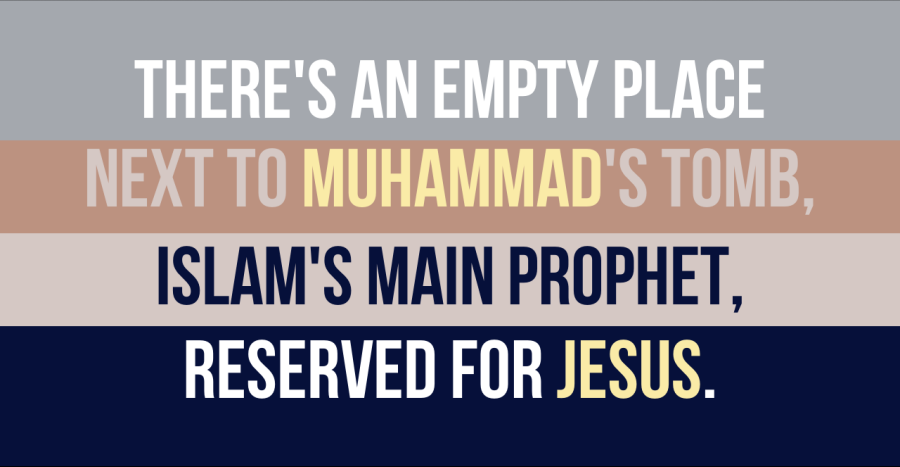 THERE'S AN EMPTY PLACE
NEXT TO MUHAMMAD'S TOMB,
ISLAM'S MAIN PROPHET,
RESERVED FOR JESUS.